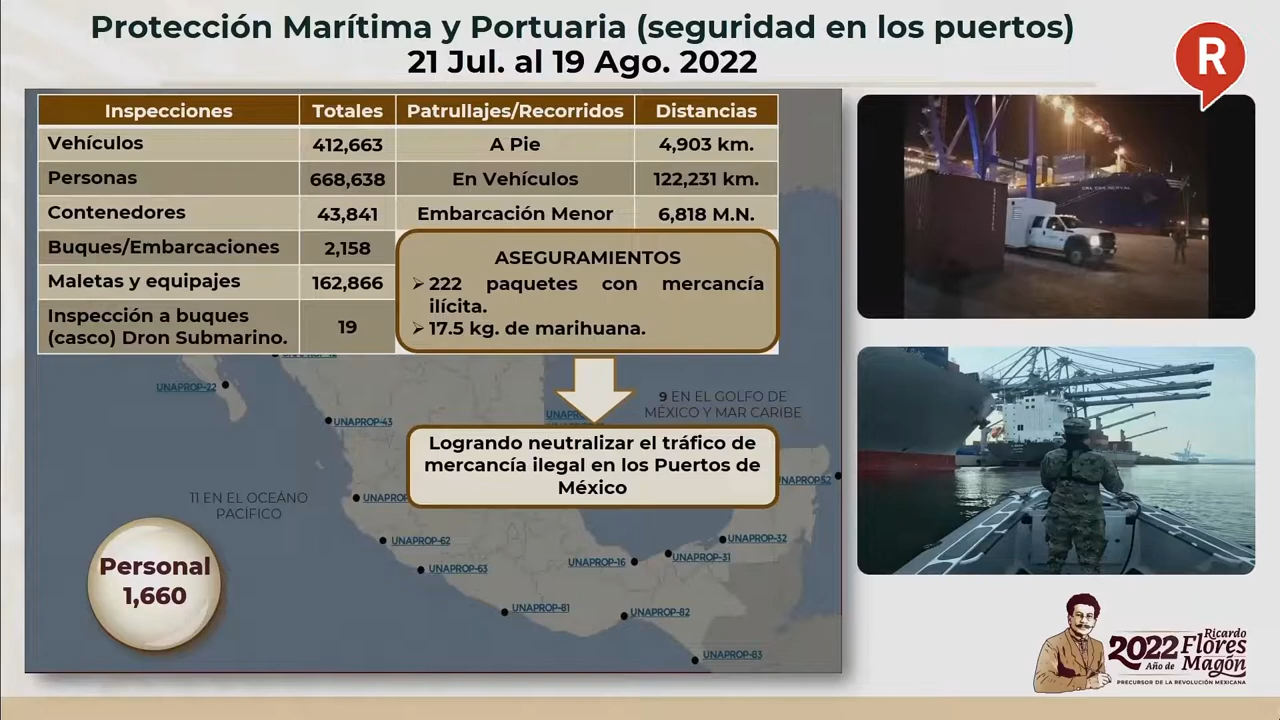 Protección Marítima y Portuaria (seguridad en los puertos)
21 Jul. al 19 Ago. 2022
R
Inspecciones Totales Patrullajes/Recorridos Distancias
Vehículos 412,663 A Pie 4,903 km.
Personas 668,638 En Vehículos 122,231 km.
Contenedores 43,841 Embarcación Menor 6,818 M.N.
Buques/Embarcaciones 2,158
Maletas y equipajes 162,866
Inspección a buques
(casco) Dron Submarino. 19
ASEGURAMIENTOS
➢ 222 paquetes con mercancía
ilícita.
➢ 17.5 kg. de marihuana.
UNAPROP-22
UNAPROP-43
9 EN EL GOLFO DE
MÉXICO Y MAR CARIBE
Logrando neutralizar el tráfico de
mercancía ilegal en los Puertos de
México
11 EN EL OCEÁNO
PACÍFICO
UNAPROP-62
UNAPROP-63
UNAPROP-16
UNAPROP-31
UNAPROP-32
UNAPROP-81
UNAPROP-82
UNAPROP-83
Personal
1,660
2022
Año de
Ricardo
Flores
Magón
PRECURSOR DE LA REVOLUCIÓN MEXICANA